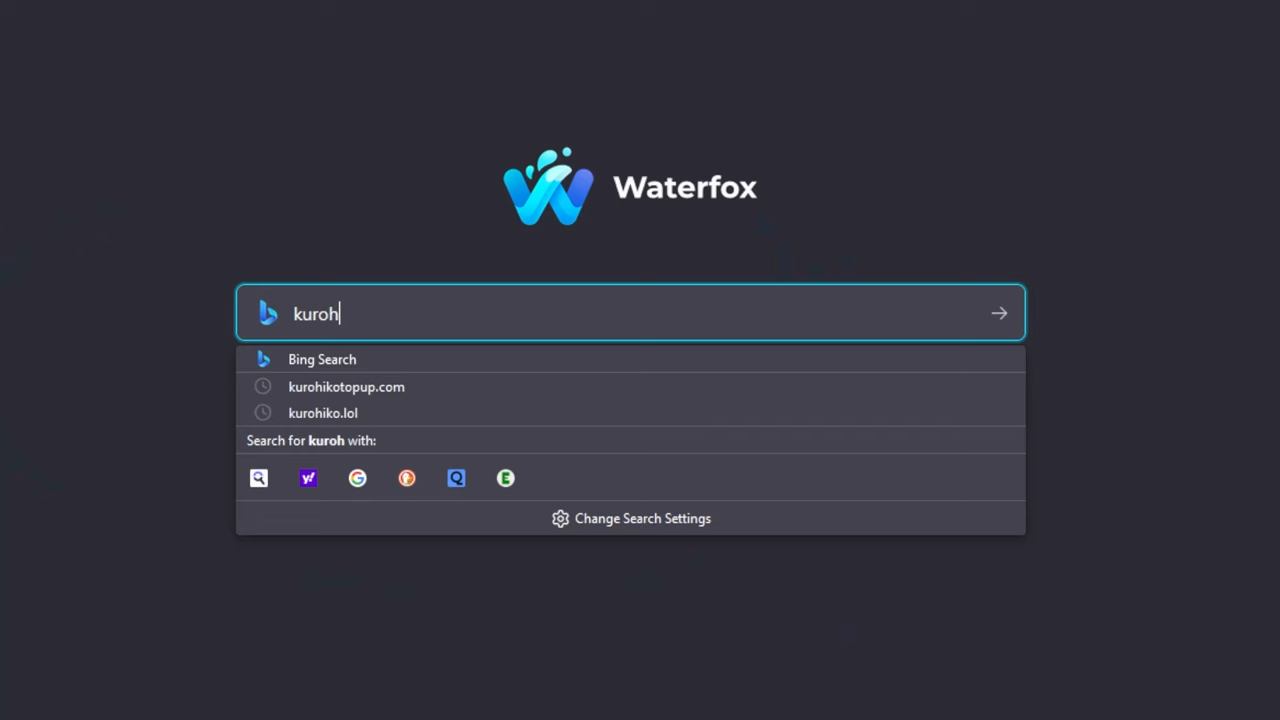 Waterfox
kuroh
Bing Search
kurohikotopup.com
kurohiko.lol
Search for kuroh with:
Change Search Settings